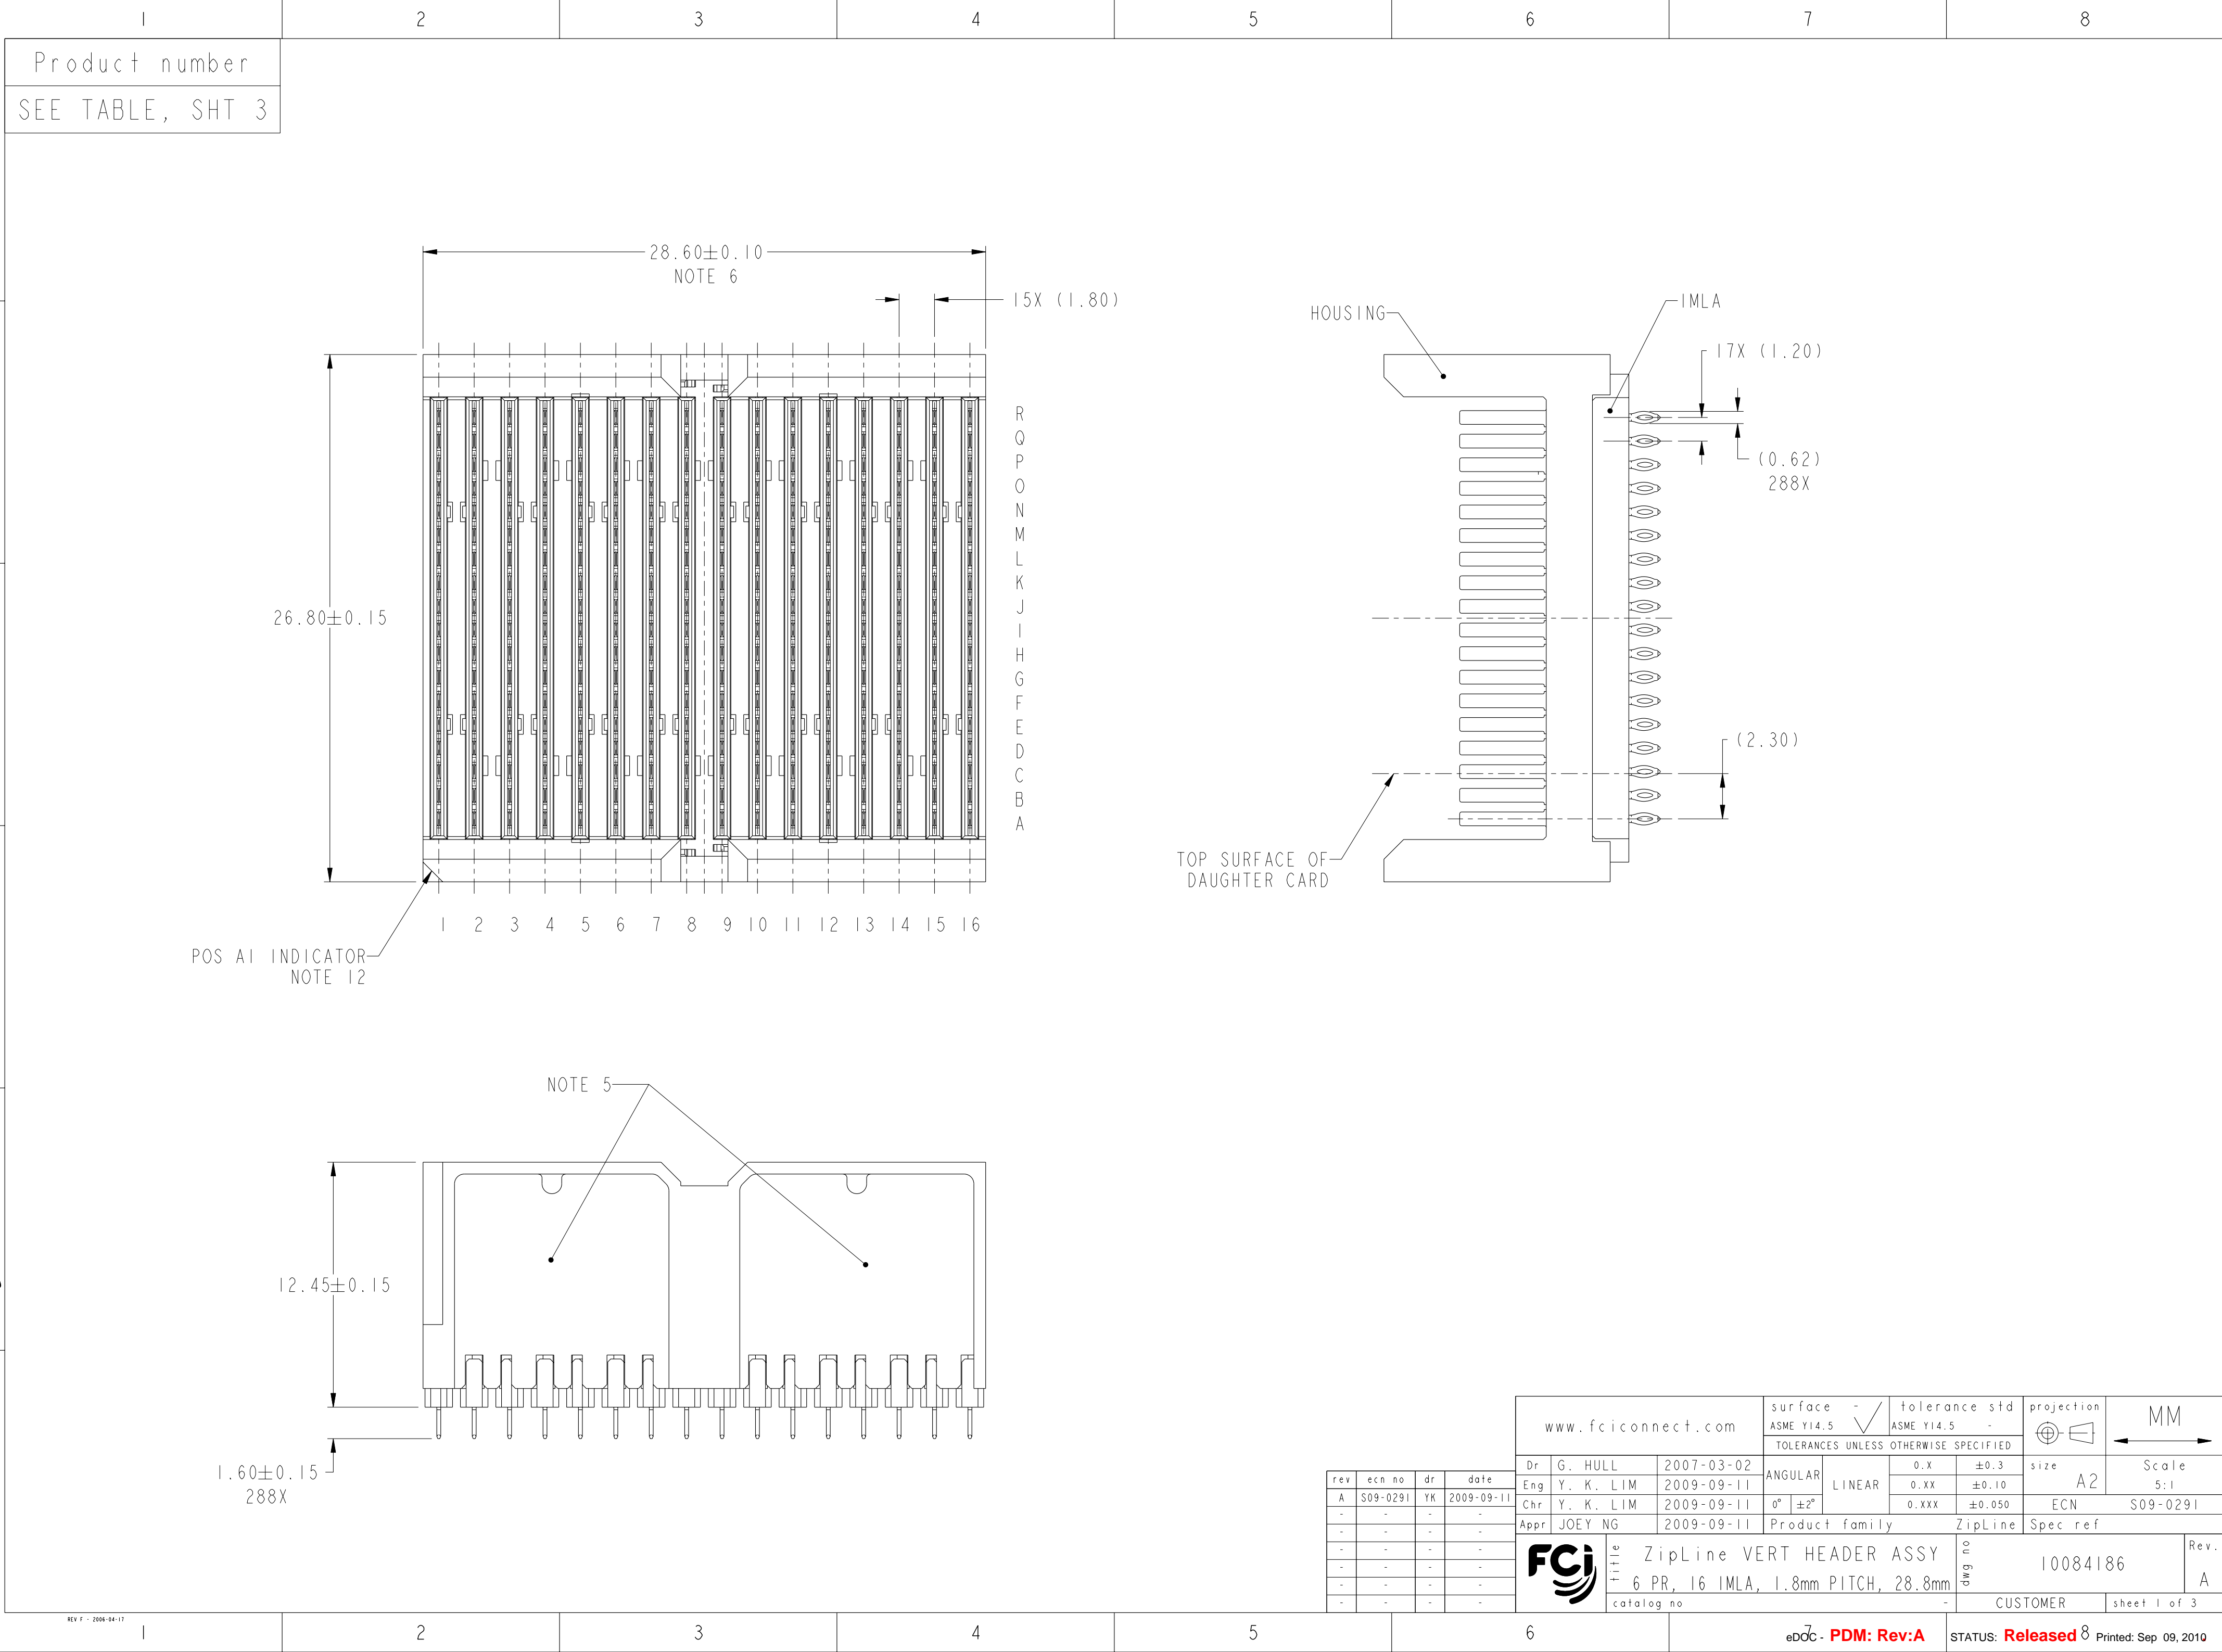 1 2 3 4 5 6 7 8
Product number
SEE TABLE, SHT 3
28.60±0.10
NOTE 6
15X (1.80)
26.80±0.15
R
Q
P
O
N
M
L
K
J
I
H
G
F
E
D
C
B
A
1 2 3 4 5 6 7 8 9 10 11 12 13 14 15 16
POS A1 INDICATOR
NOTE 12
HOUSING
IMLA
17X (1.20)
(0.62)
288X
(2.30)
TOP SURFACE OF
DAUGHTER CARD
NOTE 5
12.45±0.15
1.60±0.15
288X
rev ecn no dr date
A S09-0291 YK 2009-09-11
- - - -
- - - -
- - - -
- - - -
- - - -
- - - -
www.fciconnect.com
surface -
ASME Y14.5
tolerance std
ASME Y14.5 -
TOLERANCES UNLESS OTHERWISE SPECIFIED
projection
MM
Dr G. HULL 2007-03-02
Eng Y. K. LIM 2009-09-11
Chr Y. K. LIM 2009-09-11
Appr JOEY NG 2009-09-11
ANGULAR
0° ±2°
LINEAR
0.X ±0.3
0.XX ±0.10
0.XXX ±0.050
size A2
Scale
5:1
ECN S09-0291
Product family ZipLine
Spec ref
FCj
title
ZipLine VERT HEADER ASSY
6 PR, 16 IMLA, 1.8mm PITCH, 28.8mm
dwg no
10084186
Rev.
A
catalog no -
CUSTOMER
sheet 1 of 3
REV F - 2006-04-17
1 2 3 4 5 6 7 8
eDOC - PDM: Rev:A
STATUS: Released
Printed: Sep 09, 2010